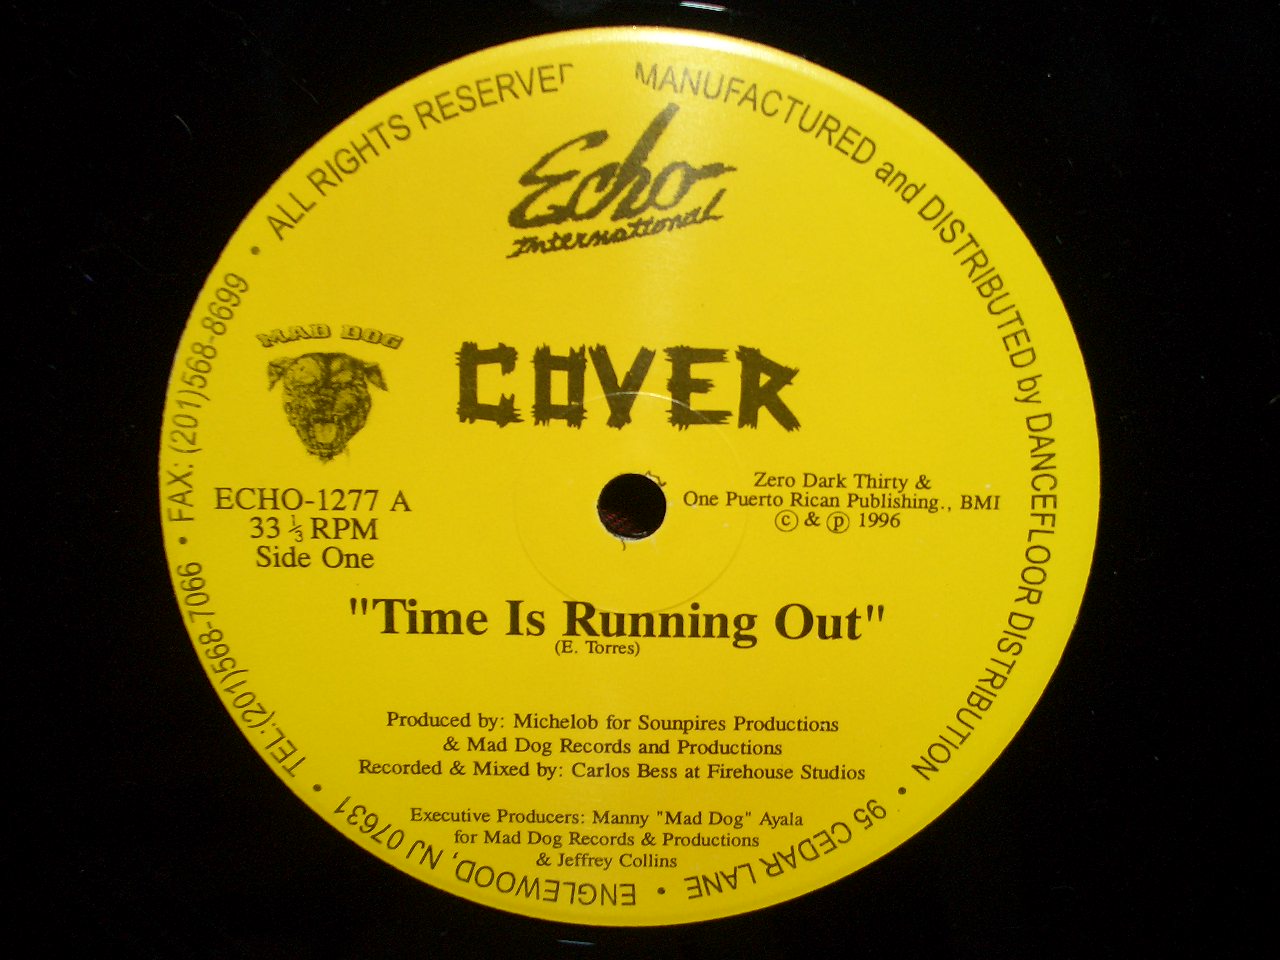 Echo
International
MAD DOG
COVER
ECHO-1277 A
33 ⅓ RPM
Side One
Zero Dark Thirty &
One Puerto Rican Publishing., BMI
© & ℗ 1996
"Time Is Running Out"
(E. Torres)
Produced by: Michelob for Sounpires Productions
& Mad Dog Records and Productions
Recorded & Mixed by: Carlos Bess at Firehouse Studios
Executive Producers: Manny "Mad Dog" Ayala
for Mad Dog Records & Productions
& Jeffrey Collins
MANUFACTURED and DISTRIBUTED by DANCEFLOOR DISTRIBUTION • 95 CEDAR LANE • ENGLEWOOD, NJ 07631 • TEL:(201)568-7066 • FAX: (201)568-8699 • ALL RIGHTS RESERVED